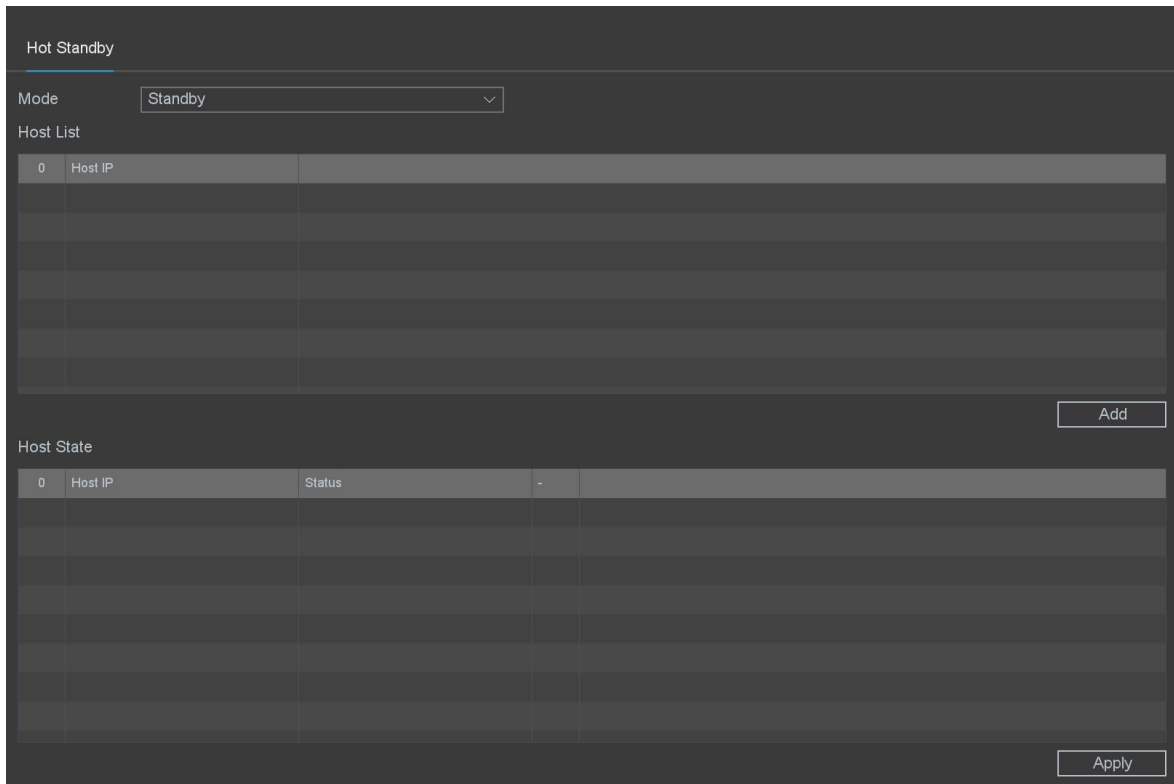 Hot Standby
Mode Standby
Host List
0 Host IP
Add
Host State
0 Host IP Status -
Apply